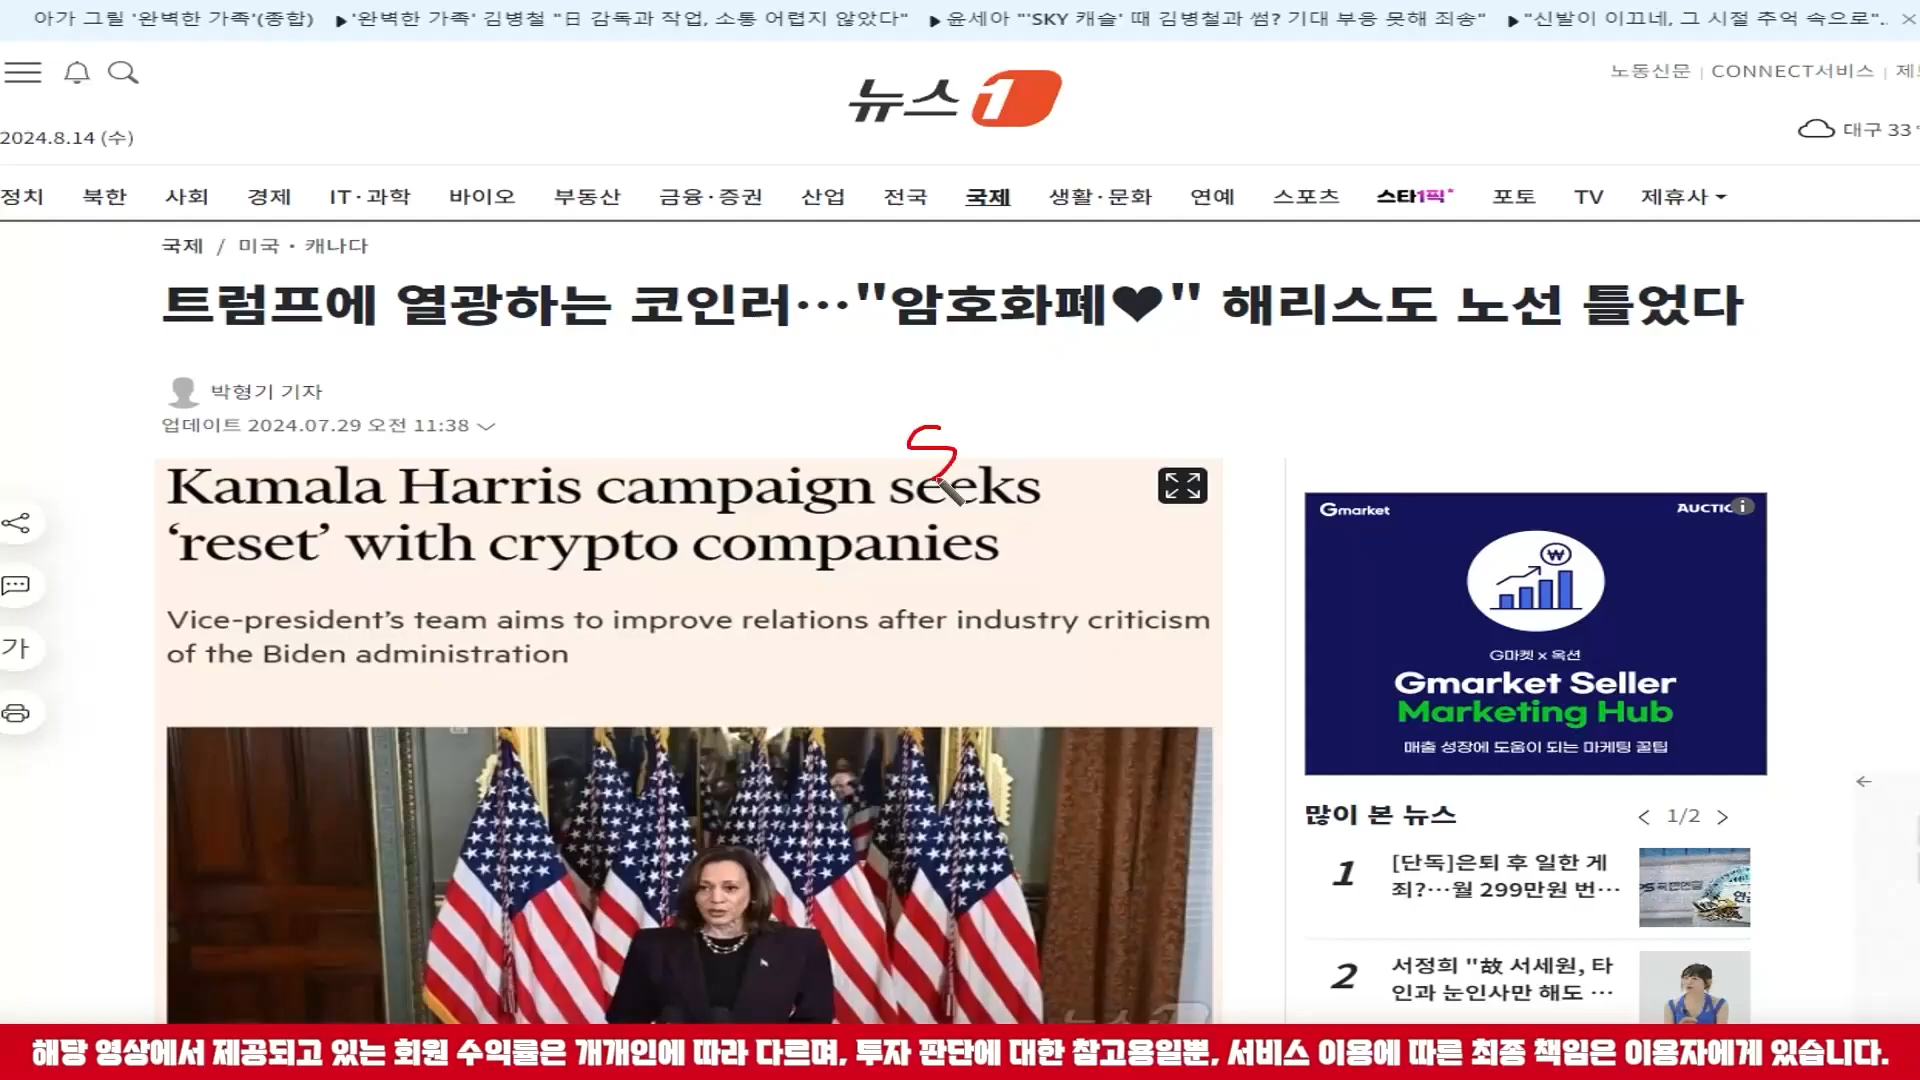 아가 그릴 '완벽한 가족'(종합) ▶'완벽한 가족' 김병철 "日 감독과 작업, 소통 어렵지 않았다" ▶윤세아 "'SKY 캐슬' 때 김병철과 썸? 기대 부응 못해 죄송" ▶"신발이 이끄네, 그 시절 추억 속으로"..
노동신문 | CONNECT서비스 |
뉴스1
2024.8.14 (수)
대구 33
정치 북한 사회 경제 IT·과학 바이오 부동산 금융·증권 산업 전국 국제 생활·문화 연예 스포츠 스타1픽 포토 TV 제휴사
국제 / 미국·캐나다
트럼프에 열광하는 코인러…"암호화폐♥" 해리스도 노선 틀었다
박형기 기자
업데이트 2024.07.29 오전 11:38
Kamala Harris campaign seeks
‘reset’ with crypto companies
Vice-president’s team aims to improve relations after industry criticism
of the Biden administration
가
뉴스1
Gmarket
G마켓 x 옥션
Gmarket Seller
Marketing Hub
매출 성장에 도움이 되는 마케팅 꿀팁
많이 본 뉴스
< 1/2 >
1
[단독]은퇴 후 일한 게
죄?…월 299만원 번…
2
서정희 "故 서세원, 타
인과 눈인사만 해도 …
해당 영상에서 제공되고 있는 회원 수익률은 개개인에 따라 다르며, 투자 판단에 대한 참고용일뿐, 서비스 이용에 따른 최종 책임은 이용자에게 있습니다.